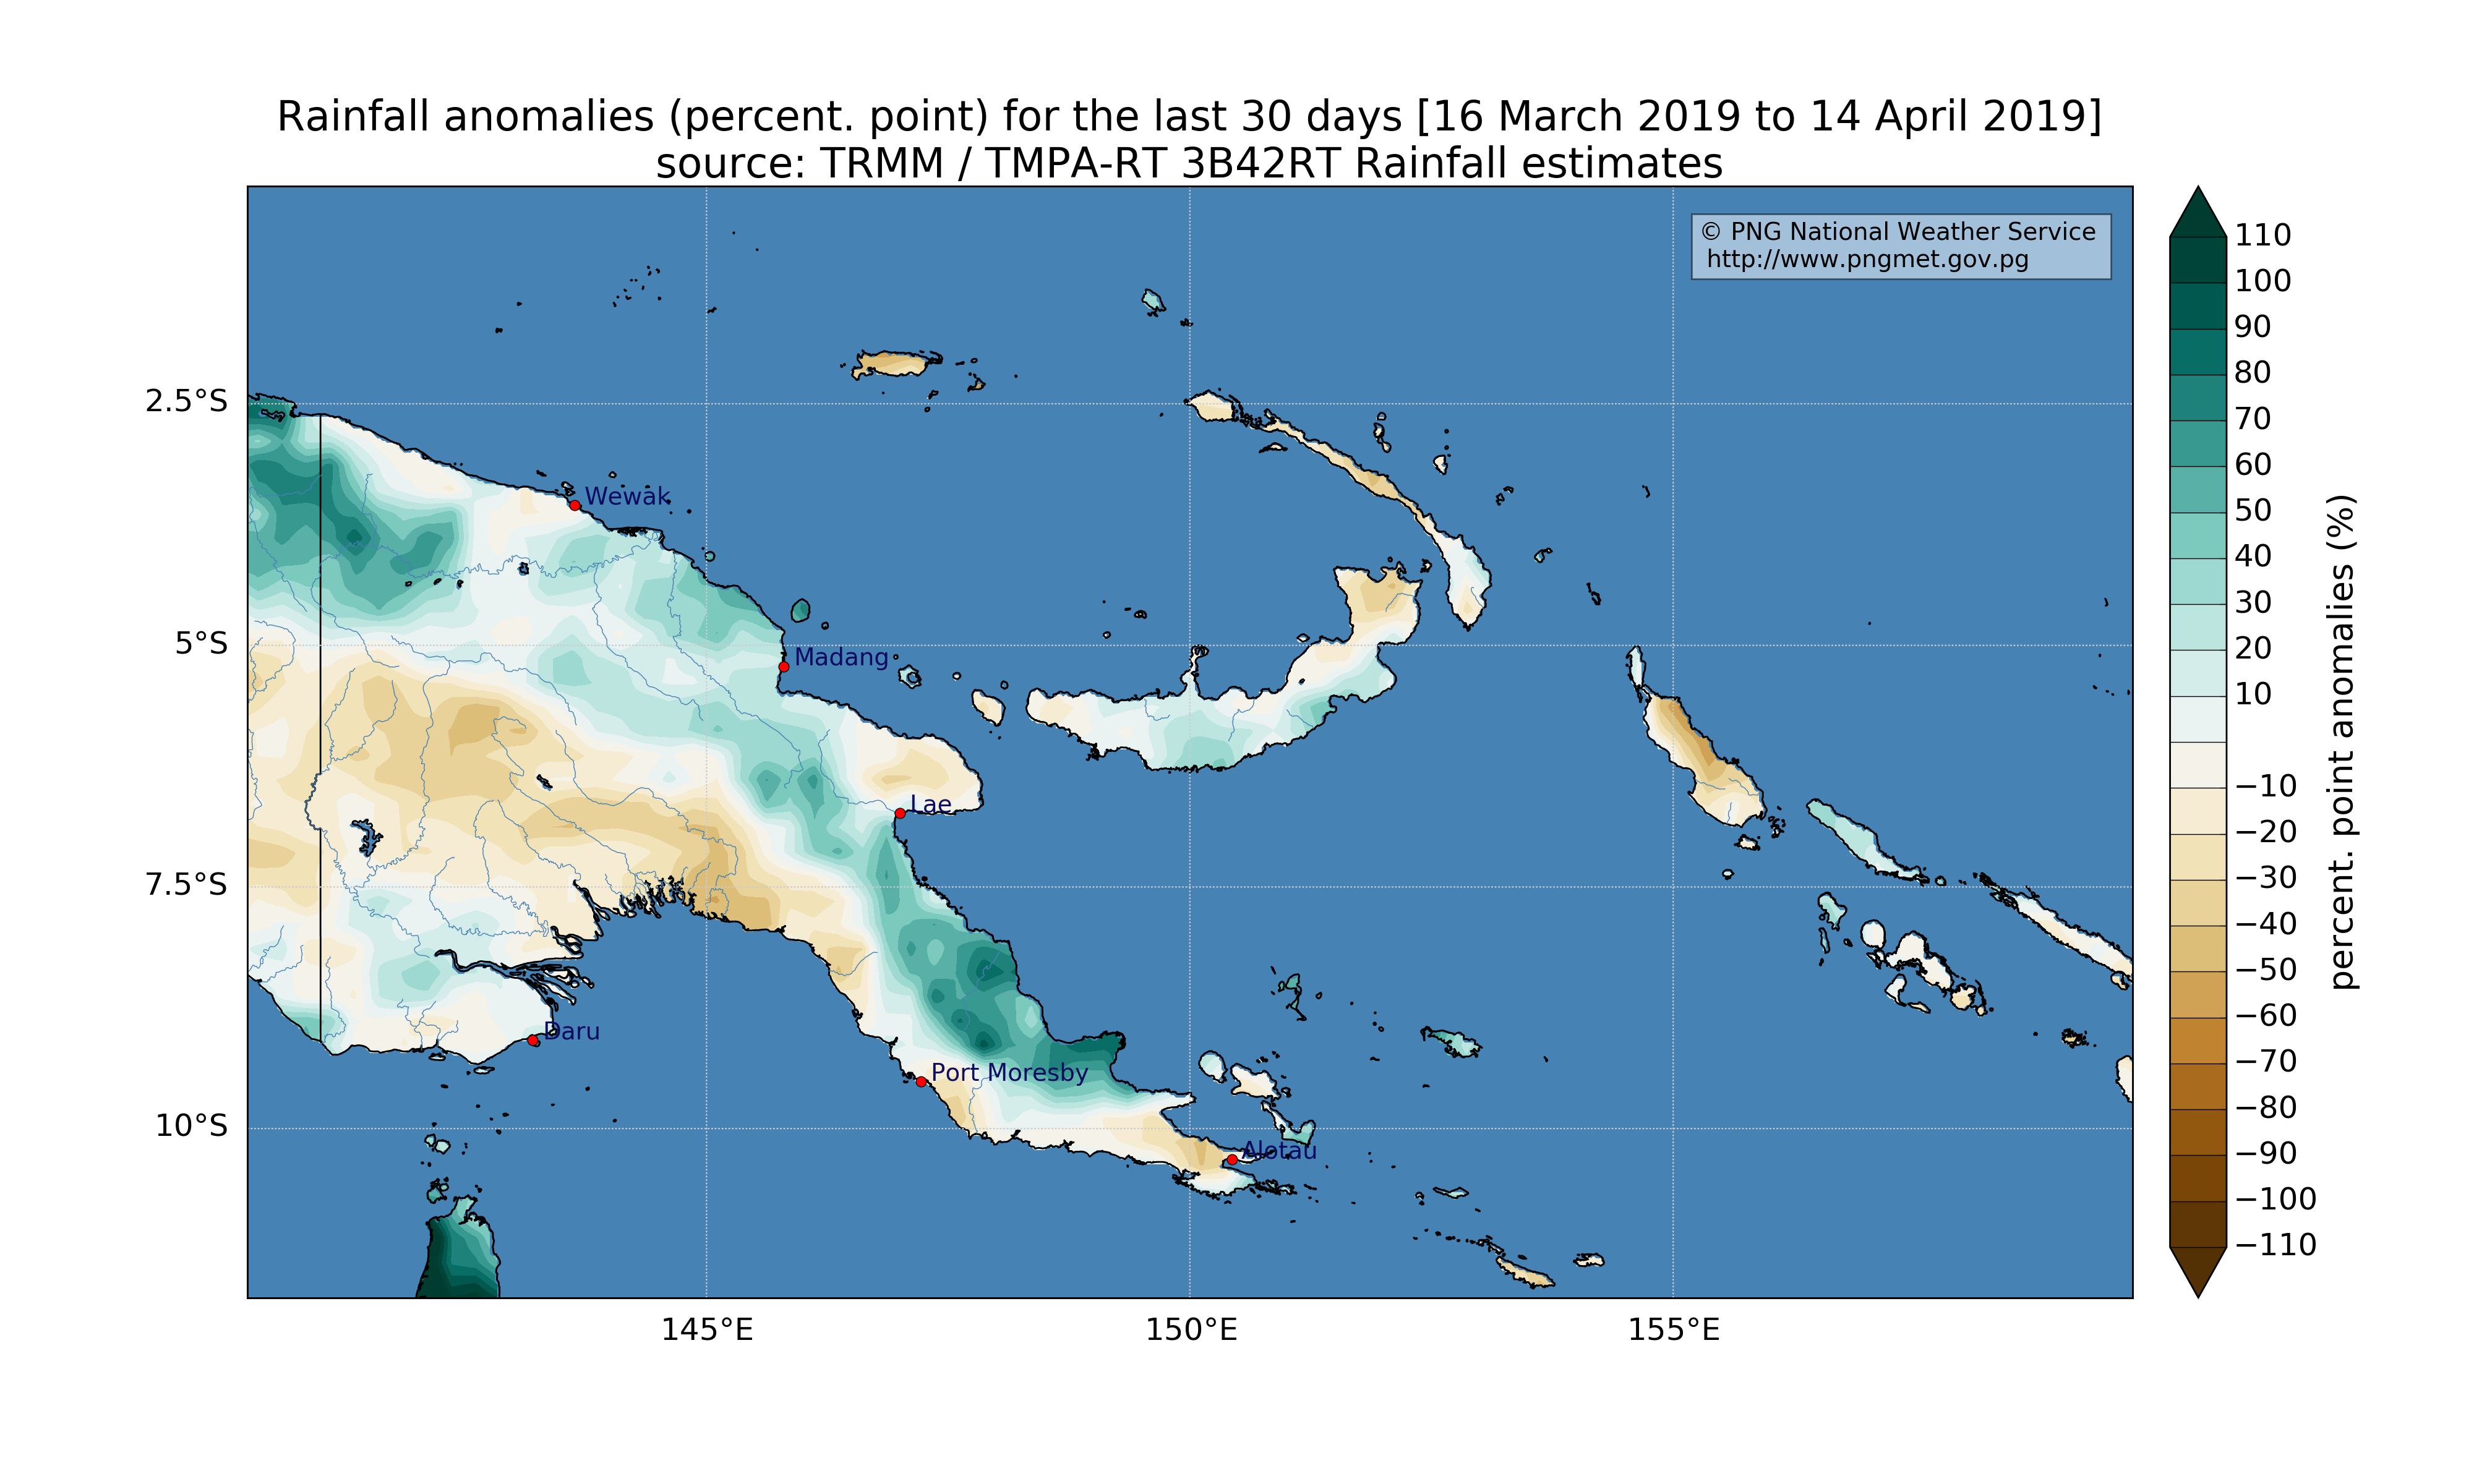 Rainfall anomalies (percent. point) for the last 30 days [16 March 2019 to 14 April 2019]
source: TRMM / TMPA-RT 3B42RT Rainfall estimates
© PNG National Weather Service
http://www.pngmet.gov.pg
2.5°S
5°S
7.5°S
10°S
145°E
150°E
155°E
Wewak
Madang
Lae
Daru
Port Moresby
Alotau
110
100
90
80
70
60
50
40
30
20
10
−10
−20
−30
−40
−50
−60
−70
−80
−90
−100
−110
percent. point anomalies (%)